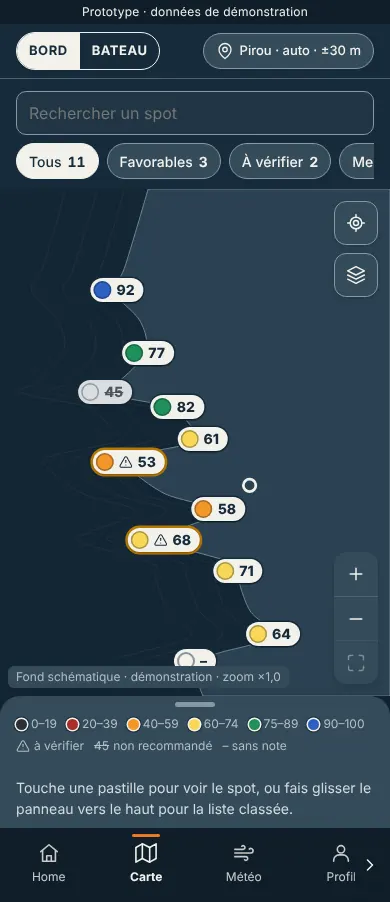 Prototype · données de démonstration
BORD BATEAU Pirou · auto · ±30 m
Rechercher un spot
Tous 11 Favorables 3 À vérifier 2 Me
92
77
45
82
61
53
58
68
71
64
–
Fond schématique · démonstration · zoom ×1,0
0–19 20–39 40–59 60–74 75–89 90–100
à vérifier 45 non recommandé – sans note
Touche une pastille pour voir le spot, ou fais glisser le
panneau vers le haut pour la liste classée.
Home Carte Météo Profil